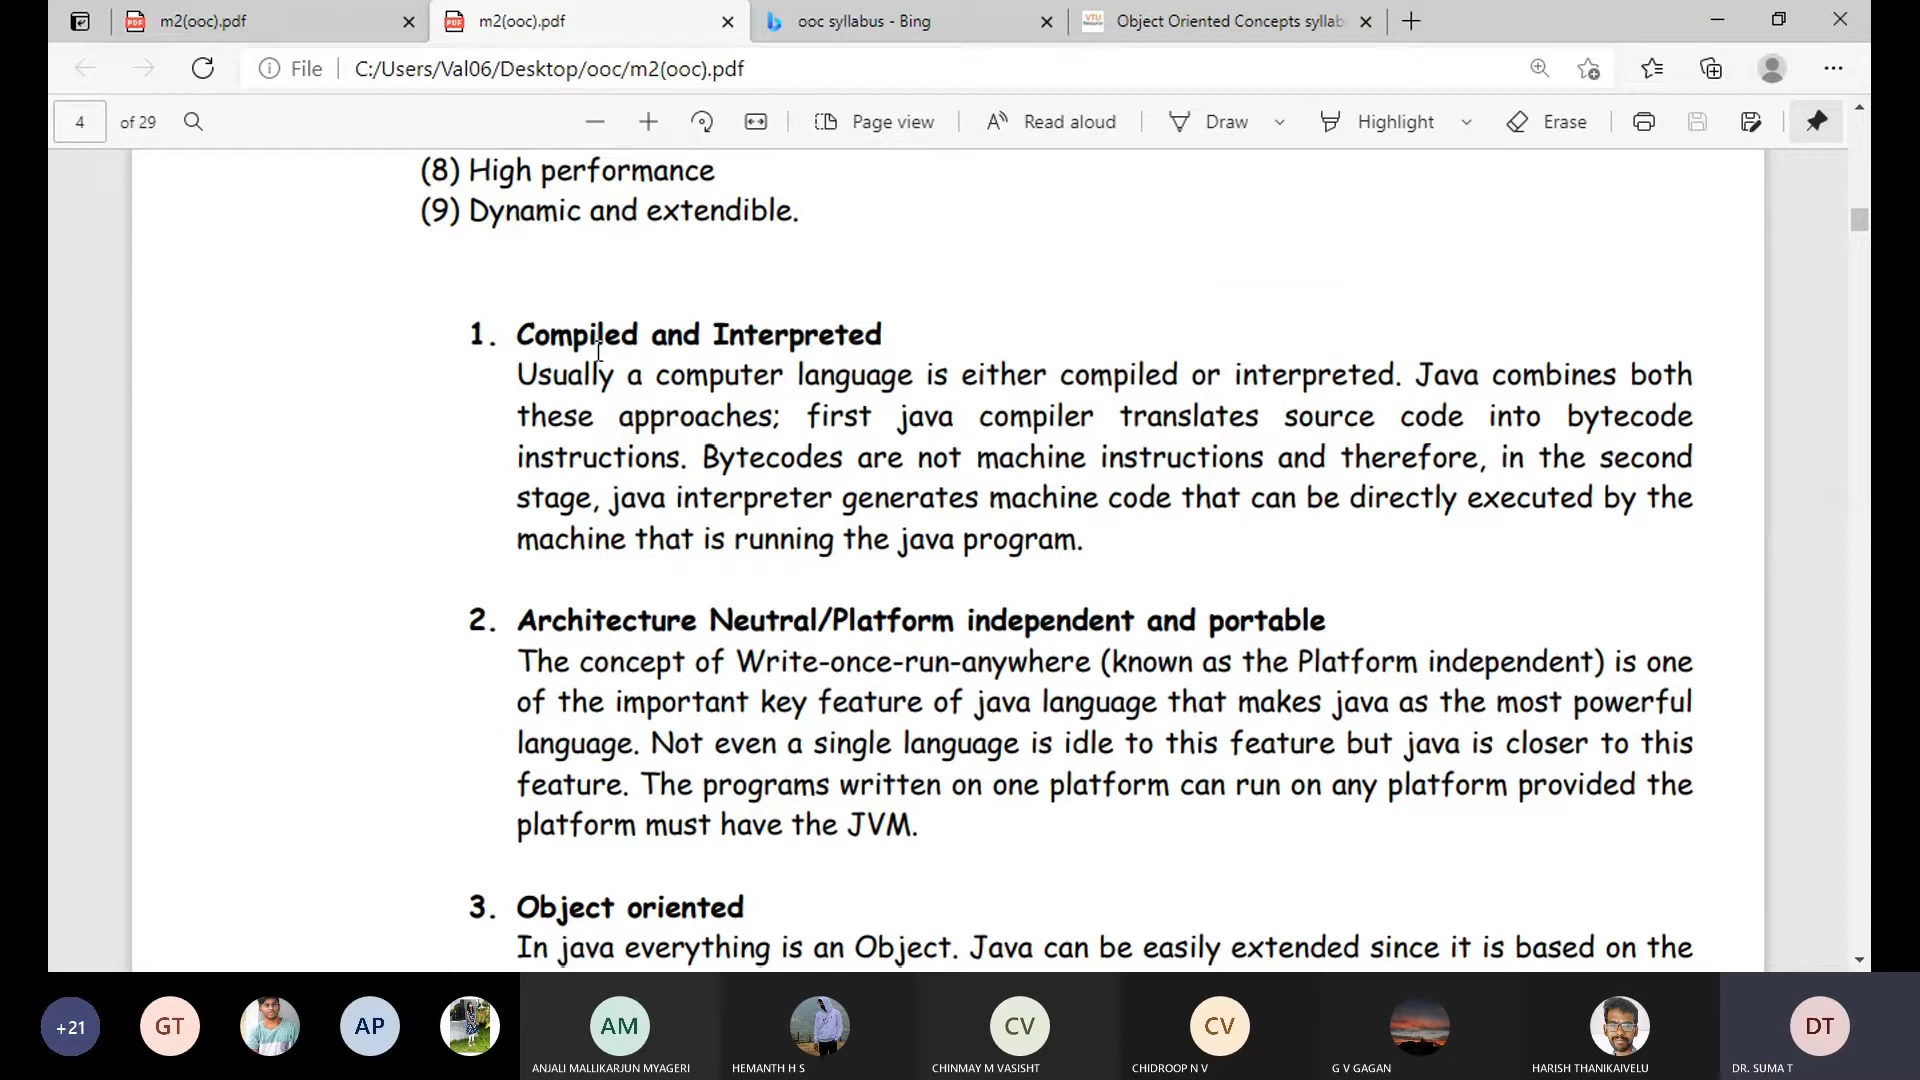 m2(ooc).pdf
m2(ooc).pdf
ooc syllabus - Bing
VTU Object Oriented Concepts syllab
File C:/Users/Val06/Desktop/ooc/m2(ooc).pdf
4 of 29 Page view Read aloud Draw Highlight Erase
(8) High performance
(9) Dynamic and extendible.
1. Compiled and Interpreted
Usually a computer language is either compiled or interpreted. Java combines both
these approaches; first java compiler translates source code into bytecode
instructions. Bytecodes are not machine instructions and therefore, in the second
stage, java interpreter generates machine code that can be directly executed by the
machine that is running the java program.
2. Architecture Neutral/Platform independent and portable
The concept of Write-once-run-anywhere (known as the Platform independent) is one
of the important key feature of java language that makes java as the most powerful
language. Not even a single language is idle to this feature but java is closer to this
feature. The programs written on one platform can run on any platform provided the
platform must have the JVM.
3. Object oriented
In java everything is an Object. Java can be easily extended since it is based on the
+21 GT AP AM CV CV DT
ANJALI MALLIKARJUN MYAGERI HEMANTH H S CHINMAY M VASISHT CHIDROOP N V G V GAGAN HARISH THANIKAIVELU DR. SUMA T